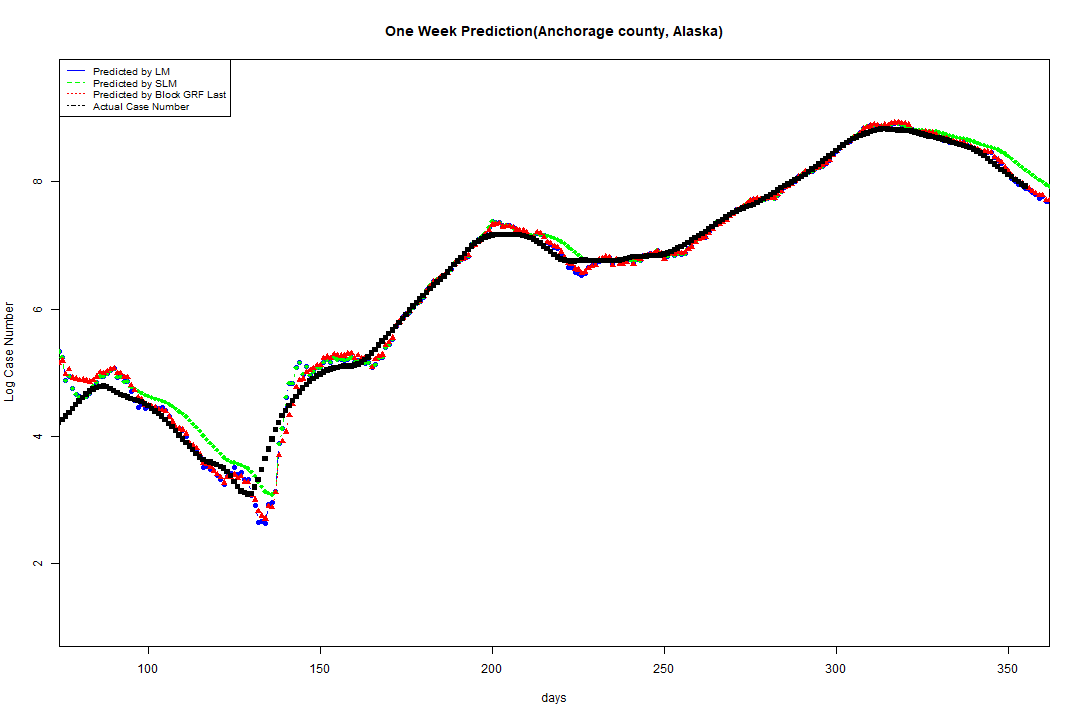 One Week Prediction(Anchorage county, Alaska)
Predicted by LM
Predicted by SLM
Predicted by Block GRF Last
Actual Case Number
8
6
4
2
Log Case Number
100 150 200 250 300 350
days